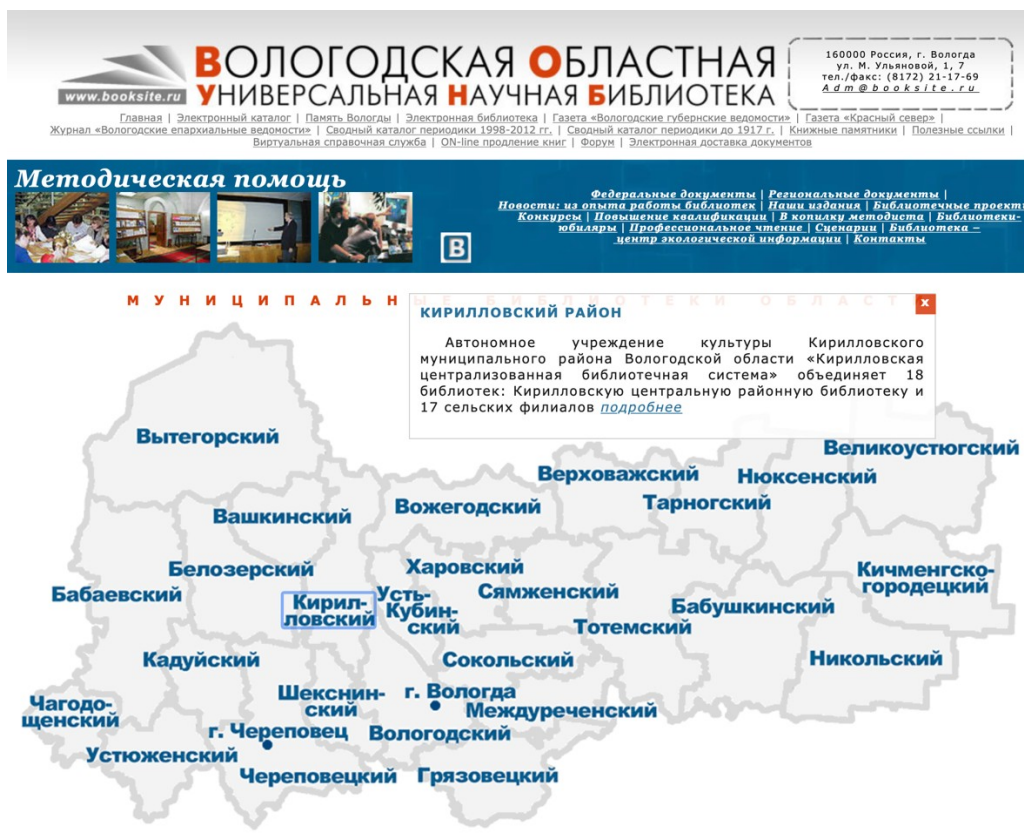 ВОЛОГОДСКАЯ ОБЛАСТНАЯ
УНИВЕРСАЛЬНАЯ НАУЧНАЯ БИБЛИОТЕКА
www.booksite.ru
160000 Россия, г. Вологда
ул. М. Ульяновой, 1, 7
тел./факс: (8172) 21-17-69
Adm@booksite.ru
Главная | Электронный каталог | Память Вологды | Электронная библиотека | Газета «Вологодские губернские ведомости» | Газета «Красный север» |
Журнал «Вологодские епархиальные ведомости» | Сводный каталог периодики 1998-2012 гг. | Сводный каталог периодики до 1917 г. | Книжные памятники | Полезные ссылки |
Виртуальная справочная служба | ON-line продление книг | Форум | Электронная доставка документов
Методическая помощь
В
Федеральные документы | Региональные документы |
Новости: из опыта работы библиотек | Наши издания | Библиотечные проекты
Конкурсы | Повышение квалификации | В копилку методиста | Библиотеки-
юбиляры | Профессиональное чтение | Сценарии | Библиотека –
центр экологической информации | Контакты
МУНИЦИПАЛЬНЫЕ БИБЛИОТЕКИ ОБЛАСТИ
x
КИРИЛЛОВСКИЙ РАЙОН
Автономное учреждение культуры Кирилловского
муниципального района Вологодской области «Кирилловская
централизованная библиотечная система» объединяет 18
библиотек: Кирилловскую центральную районную библиотеку и
17 сельских филиалов подробнее
Вытегорский
Великоустюгский
Верховажский
Нюксенский
Тарногский
Вожегодский
Вашкинский
Харовский
Белозерский
Кичменгско-
городецкий
Бабаевский
Сямженский
Усть-
Кубин-
ский
Кирил-
ловский
Бабушкинский
Тотемский
Кадуйский
Сокольский
Никольский
Шекснин-
ский
г. Вологда
Междуреченский
Чагодо-
щенский
г. Череповец
Вологодский
Устюженский
Череповецкий
Грязовецкий